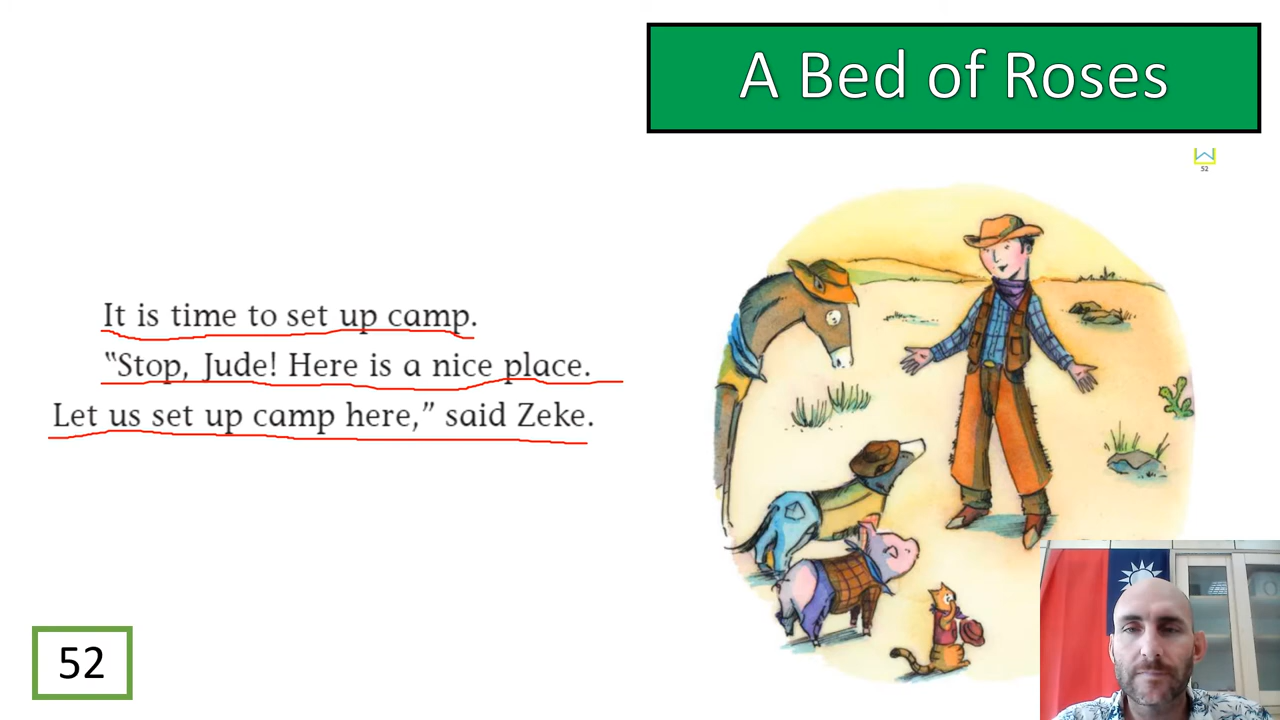 A Bed of Roses
52
It is time to set up camp.
“Stop, Jude! Here is a nice place.
Let us set up camp here,” said Zeke.
52